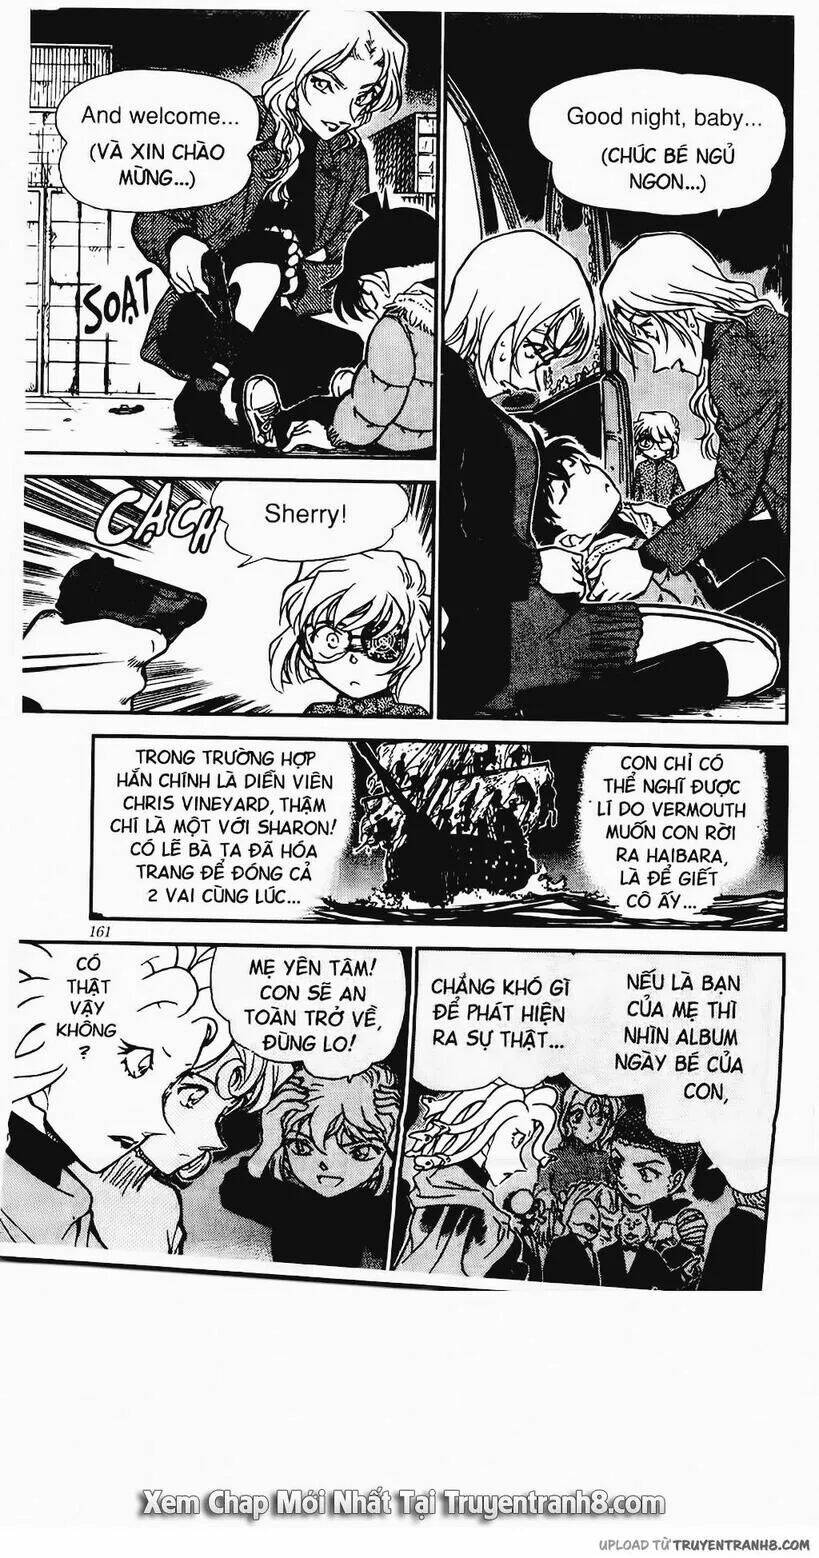 Good night, baby...
(CHÚC BÉ NGỦ
NGON...)
And welcome...
(VÀ XIN CHÀO
MỪNG...)
SOẠT
CẠCH
Sherry!
CON CHỈ CÓ
THỂ NGHĨ ĐƯỢC
LÍ DO VERMOUTH
MUỐN CON RỜI
RA HAIBARA,
LÀ ĐỂ GIẾT
CÔ ẤY...
TRONG TRƯỜNG HỢP
HẮN CHÍNH LÀ DIỄN VIÊN
CHRIS VINEYARD, THẬM
CHÍ LÀ MỘT VỚI SHARON!
CÓ LẼ BÀ TA ĐÃ HÓA
TRANG ĐỂ ĐÓNG CẢ
2 VAI CÙNG LÚC...
161
NẾU LÀ BẠN
CỦA MẸ THÌ
NHÌN ALBUM
NGÀY BÉ CỦA
CON,
CHẲNG KHÓ GÌ
ĐỂ PHÁT HIỆN
RA SỰ THẬT...
MẸ YÊN TÂM!
CON SẼ AN
TOÀN TRỞ VỀ,
ĐÙNG LO!
CÓ
THẬT
VẬY
KHÔNG
?
Xem Chap Mới Nhất Tại Truyentranh8.com
UPLOAD TỪ TRUYENTRANH8.COM